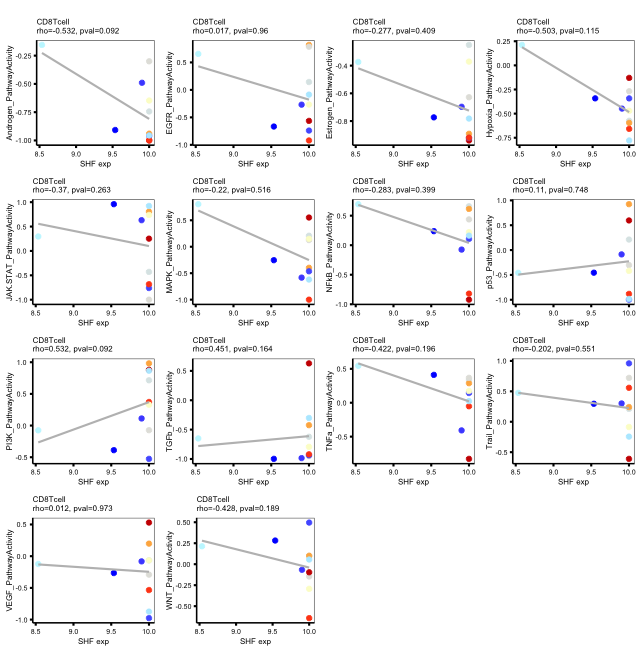 CD8Tcell
rho=-0.532, pval=0.092
Androgen_PathwayActivity
-0.25
-0.50
-0.75
-1.00
8.5 9.0 9.5 10.0
SHF exp
CD8Tcell
rho=0.017, pval=0.96
EGFR_PathwayActivity
0.5
0.0
-0.5
-1.0
8.5 9.0 9.5 10.0
SHF exp
CD8Tcell
rho=-0.277, pval=0.409
Estrogen_PathwayActivity
-0.4
-0.6
-0.8
8.5 9.0 9.5 10.0
SHF exp
CD8Tcell
rho=-0.503, pval=0.115
Hypoxia_PathwayActivity
0.25
0.00
-0.25
-0.50
-0.75
8.5 9.0 9.5 10.0
SHF exp
CD8Tcell
rho=-0.37, pval=0.263
JAK-STAT_PathwayActivity
1.0
0.5
0.0
-0.5
-1.0
8.5 9.0 9.5 10.0
SHF exp
CD8Tcell
rho=-0.22, pval=0.516
MAPK_PathwayActivity
0.5
0.0
-0.5
-1.0
8.5 9.0 9.5 10.0
SHF exp
CD8Tcell
rho=-0.283, pval=0.399
NFkB_PathwayActivity
0.5
0.0
-0.5
-1.0
8.5 9.0 9.5 10.0
SHF exp
CD8Tcell
rho=0.11, pval=0.748
p53_PathwayActivity
1.0
0.5
0.0
-0.5
-1.0
8.5 9.0 9.5 10.0
SHF exp
CD8Tcell
rho=0.532, pval=0.092
PI3K_PathwayActivity
1.0
0.5
0.0
-0.5
8.5 9.0 9.5 10.0
SHF exp
CD8Tcell
rho=0.451, pval=0.164
TGFb_PathwayActivity
0.5
0.0
-0.5
-1.0
8.5 9.0 9.5 10.0
SHF exp
CD8Tcell
rho=-0.422, pval=0.196
TNFa_PathwayActivity
0.5
0.0
-0.5
8.5 9.0 9.5 10.0
SHF exp
CD8Tcell
rho=-0.202, pval=0.551
Trail_PathwayActivity
1.0
0.5
0.0
-0.5
8.5 9.0 9.5 10.0
SHF exp
CD8Tcell
rho=0.012, pval=0.973
VEGF_PathwayActivity
0.5
0.0
-0.5
-1.0
8.5 9.0 9.5 10.0
SHF exp
CD8Tcell
rho=-0.428, pval=0.189
WNT_PathwayActivity
0.50
0.25
0.00
-0.25
-0.50
8.5 9.0 9.5 10.0
SHF exp